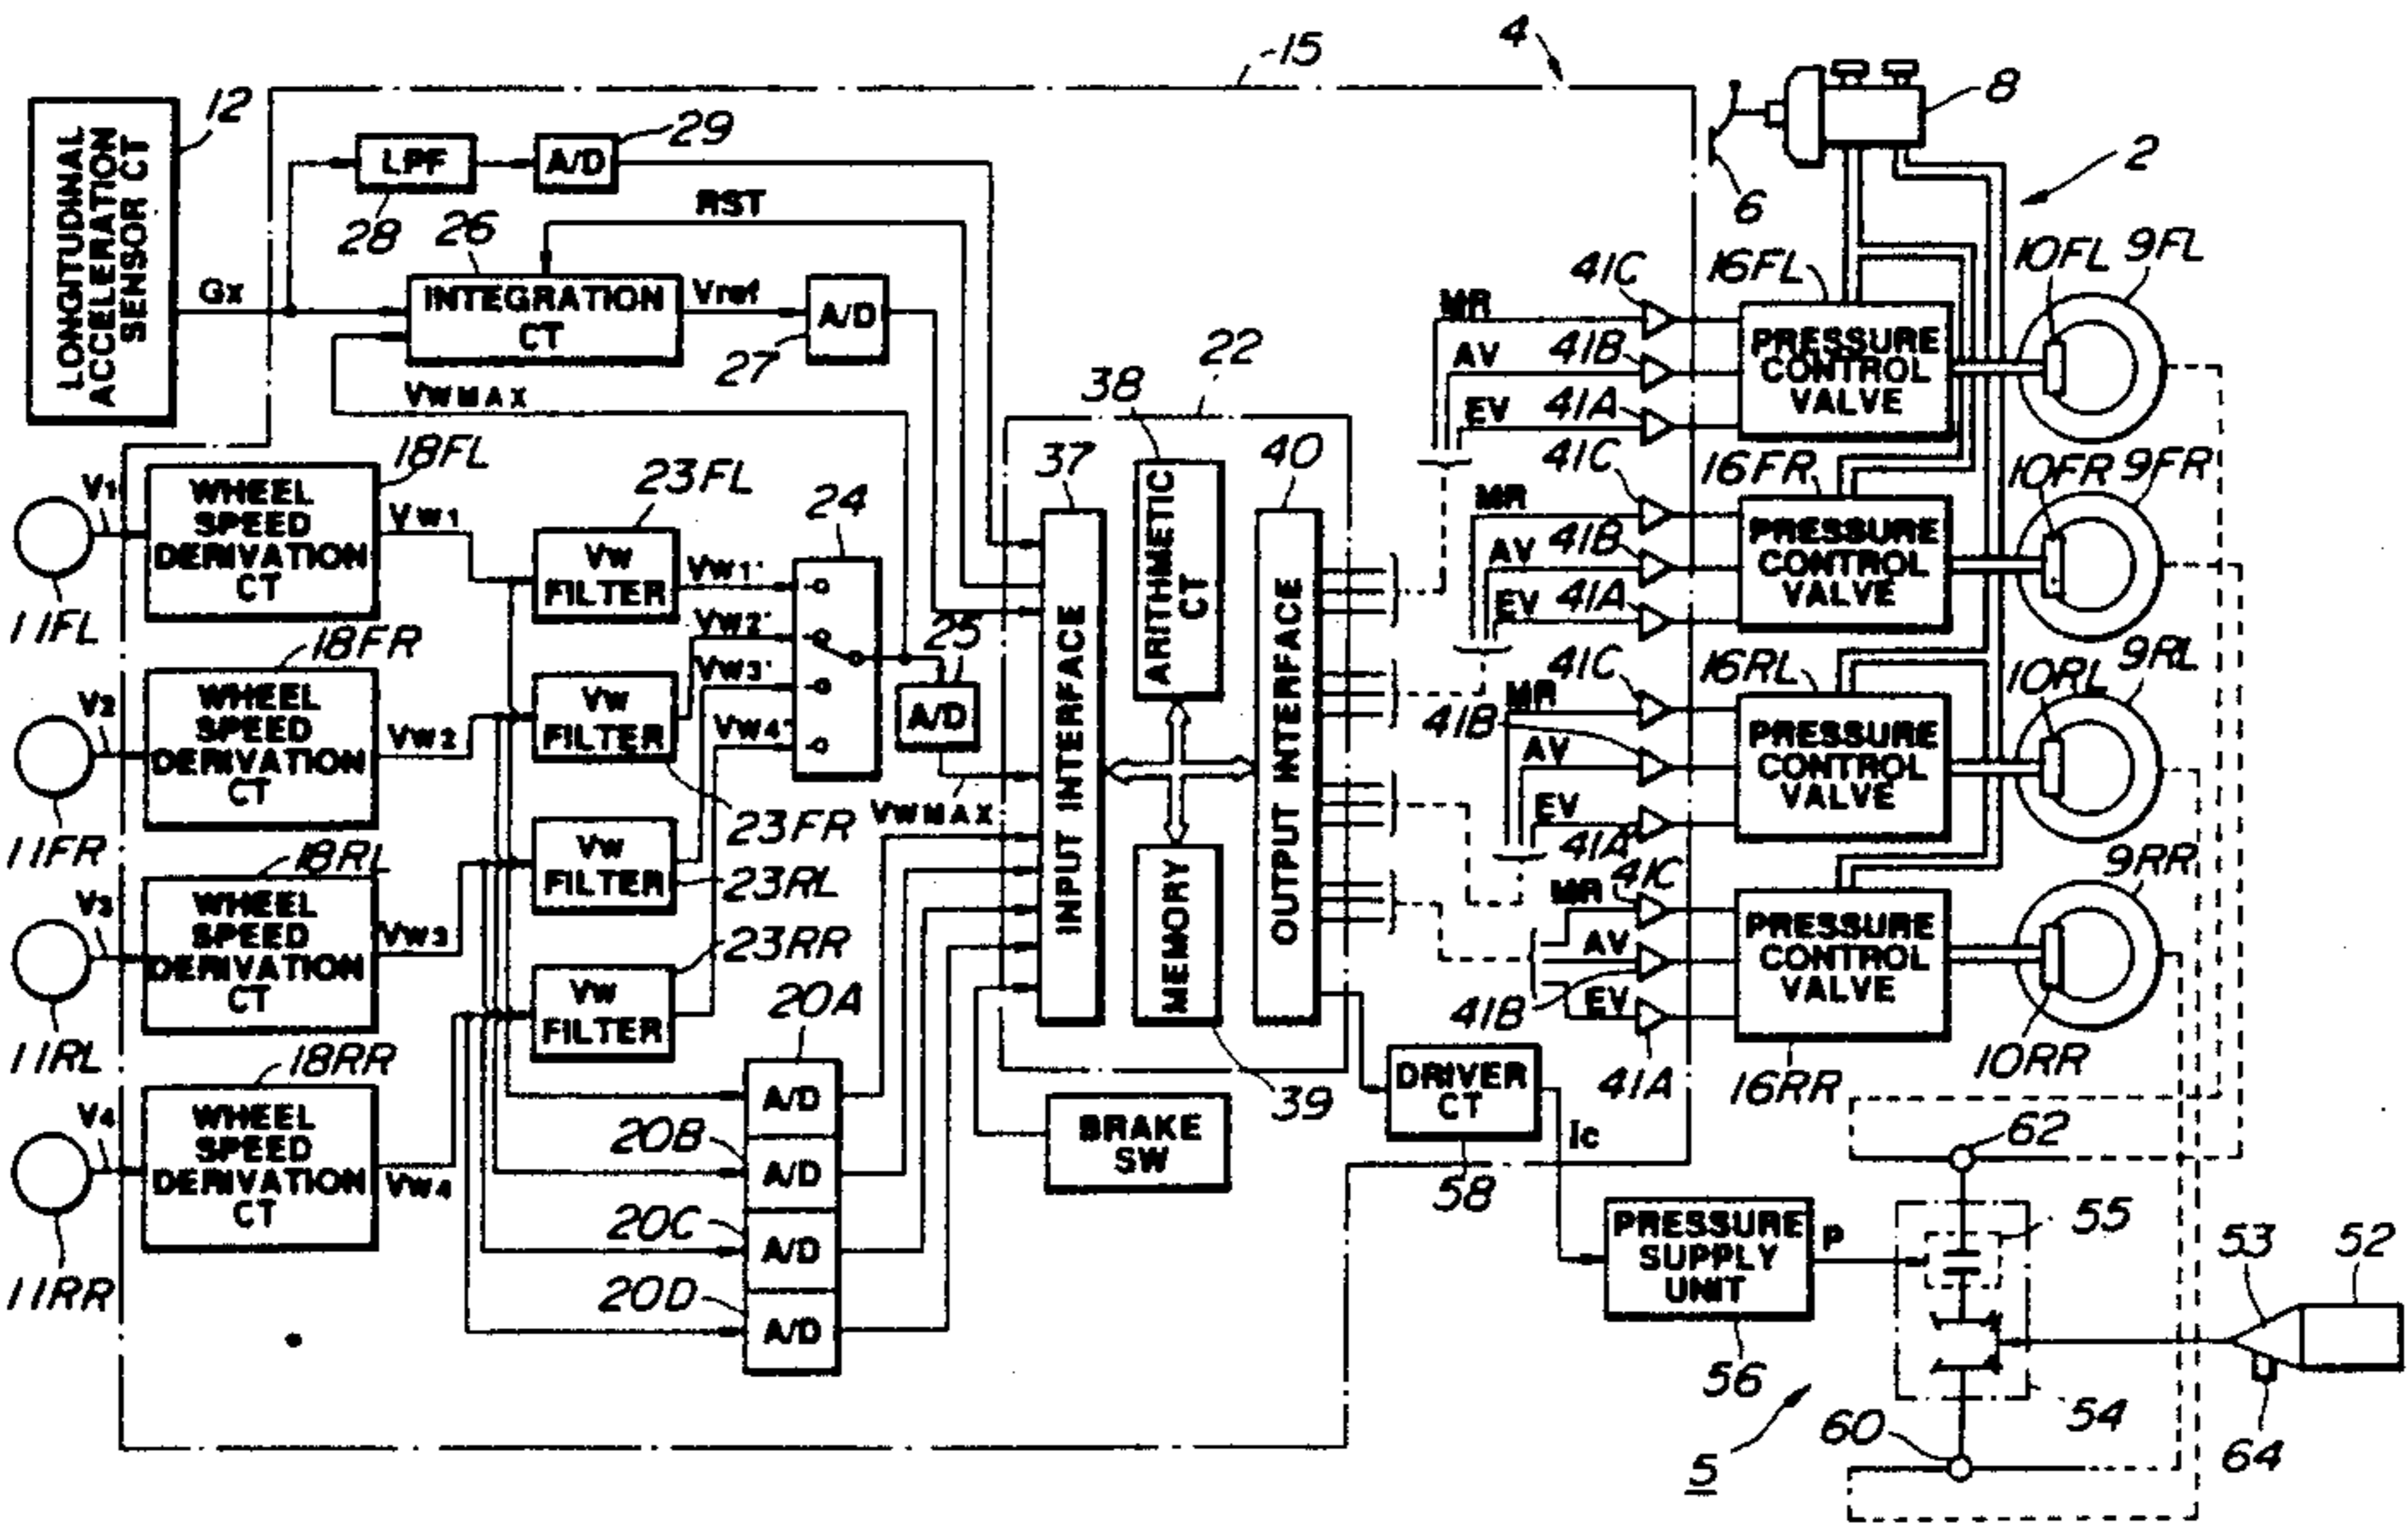 15
4
12
29
8
2
LONGITUDINAL ACCELERATION SENSOR CT
LPF
A/D
28
RST
26
6
Gx
INTEGRATION CT
Vref
A/D
27
VWMAX
22
38
MR
AV
EV
41C
41B
41A
16FL
PRESSURE CONTROL VALVE
10FL
9FL
18FL
V1
WHEEL SPEED DERIVATION CT
VW1
11FL
23FL
VW FILTER
VW1'
24
37
40
INPUT INTERFACE
ARITHMETIC CT
OUTPUT INTERFACE
MR
AV
EV
41C
41B
41A
16FR
PRESSURE CONTROL VALVE
10FR
9FR
18FR
V2
WHEEL SPEED DERIVATION CT
VW2
11FR
VW FILTER
23FR
VW2'
VW3'
VW4'
25
A/D
VWMAX
MR
AV
EV
41C
41B
41A
16RL
PRESSURE CONTROL VALVE
10RL
9RL
18RL
V3
WHEEL SPEED DERIVATION CT
VW3
11RL
VW FILTER
23RL
MEMORY
39
MR
AV
EV
41C
41B
41A
PRESSURE CONTROL VALVE
16RR
10RR
9RR
18RR
V4
WHEEL SPEED DERIVATION CT
VW4
11RR
VW FILTER
23RR
20A
A/D
20B
A/D
20C
A/D
20D
A/D
BRAKE SW
DRIVER CT
58
Ic
PRESSURE SUPPLY UNIT
56
P
62
55
53
52
54
60
64
5